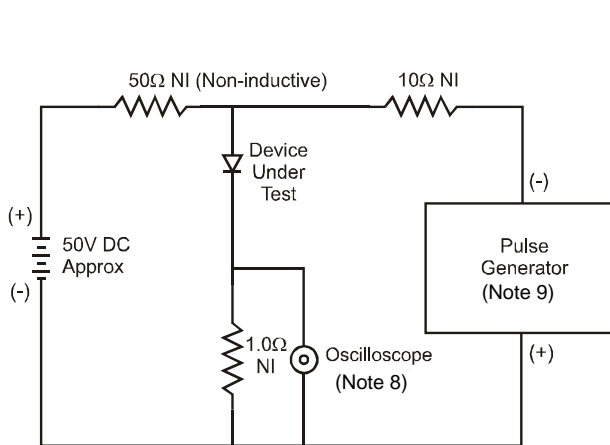 50Ω NI (Non-inductive)
10Ω NI
Device
Under
Test
(+)
50V DC
Approx
(-)
(-)
Pulse
Generator
(Note 9)
(+)
1.0Ω
NI
Oscilloscope
(Note 8)